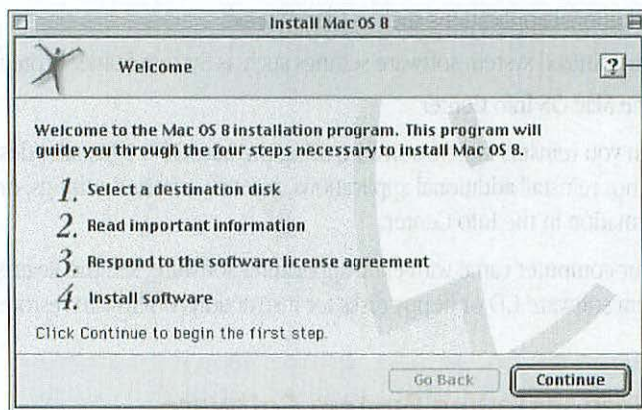 Install Mac OS 8
Welcome
?
Welcome to the Mac OS 8 installation program. This program will
guide you through the four steps necessary to install Mac OS 8.
1. Select a destination disk
2. Read important information
3. Respond to the software license agreement
4. Install software
Click Continue to begin the first step.
Go Back
Continue